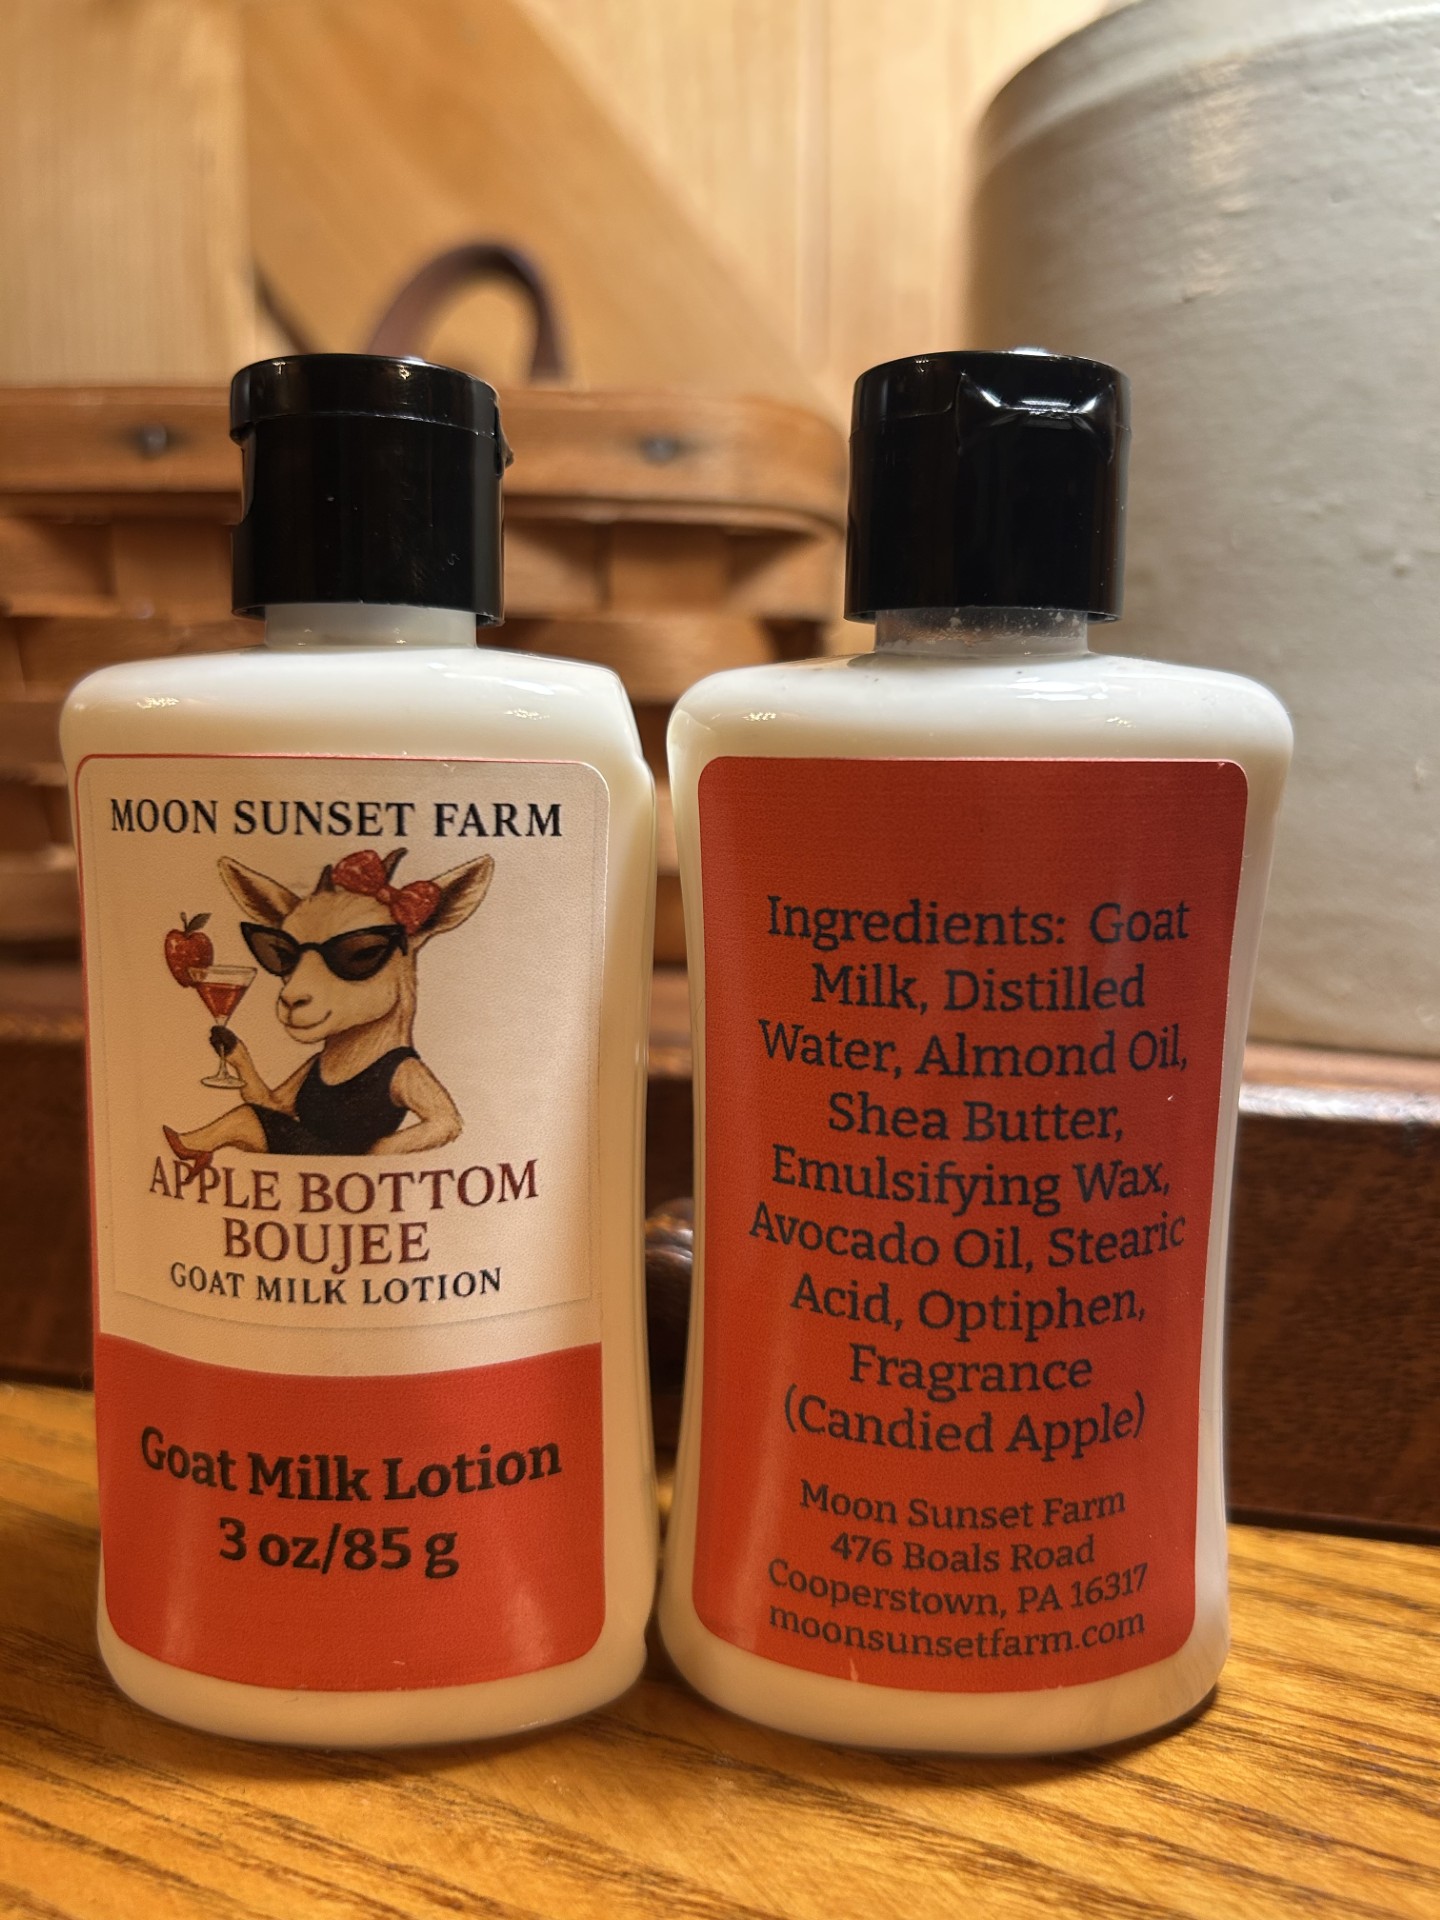 MOON SUNSET FARM
APPLE BOTTOM
BOUJEE
GOAT MILK LOTION
Goat Milk Lotion
3 oz/85 g
Ingredients: Goat
Milk, Distilled
Water, Almond Oil,
Shea Butter,
Emulsifying Wax,
Avocado Oil, Stearic
Acid, Optiphen,
Fragrance
(Candied Apple)
Moon Sunset Farm
476 Boals Road
Cooperstown, PA 16317
moonsunsetfarm.com